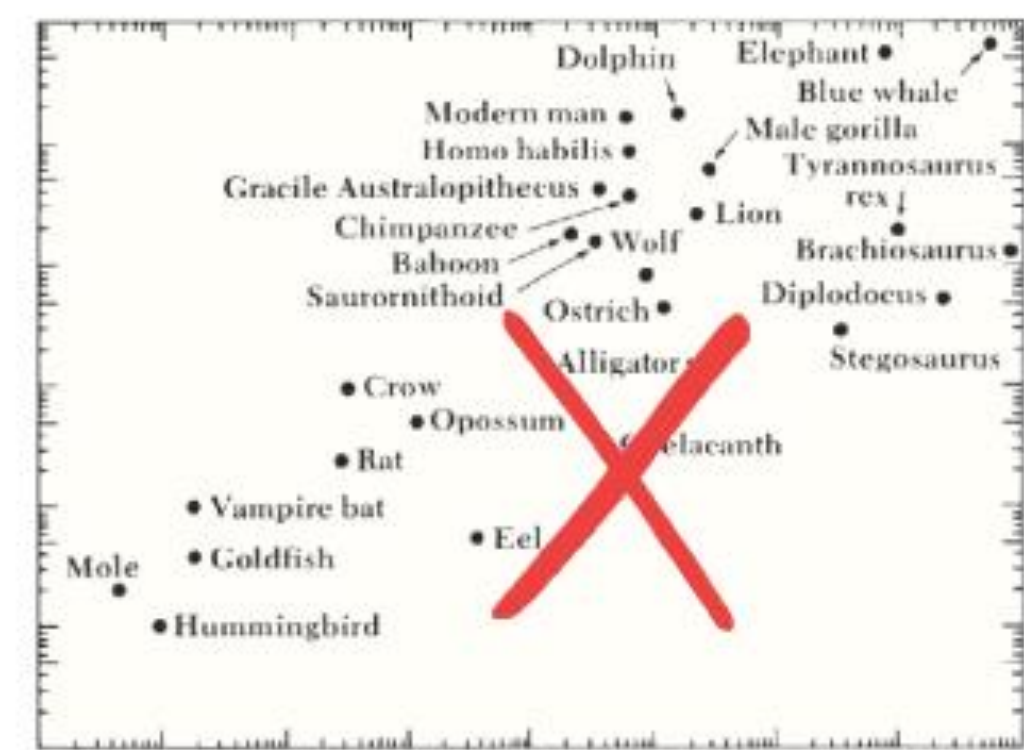 Dolphin
Elephant
Blue whale
Modern man
Male gorilla
Homo habilis
Tyrannosaurus
rex
Gracile Australopithecus
Lion
Chimpanzee
Wolf
Brachiosaurus
Baboon
Saurornithoid
Diplodocus
Ostrich
Alligator
Stegosaurus
Crow
Opossum
elacanth
Rat
Vampire bat
Eel
Goldfish
Mole
Hummingbird